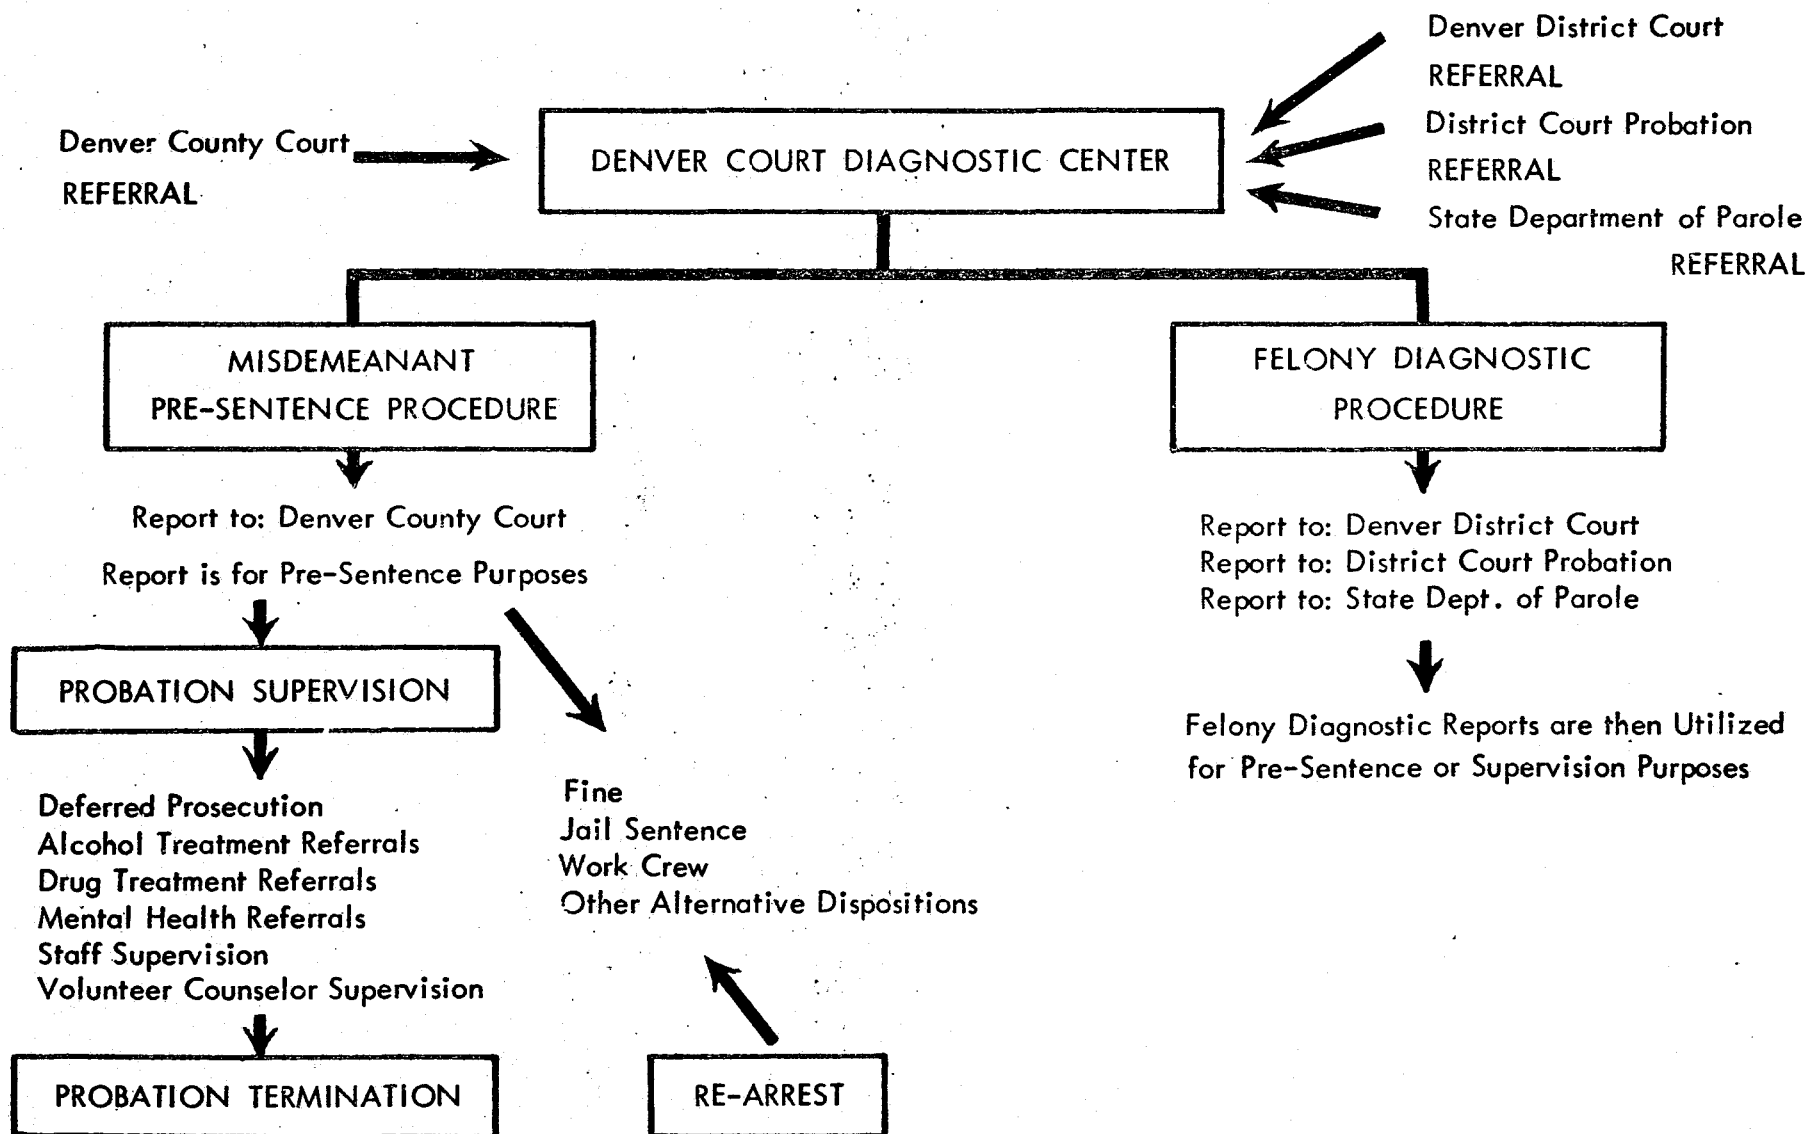 Denver District Court
REFERRAL
District Court Probation
REFERRAL
State Department of Parole
REFERRAL
Denver County Court
REFERRAL
DENVER COURT DIAGNOSTIC CENTER
MISDEMEANANT
PRE-SENTENCE PROCEDURE
FELONY DIAGNOSTIC
PROCEDURE
Report to: Denver County Court
Report is for Pre-Sentence Purposes
Report to: Denver District Court
Report to: District Court Probation
Report to: State Dept. of Parole
PROBATION SUPERVISION
Felony Diagnostic Reports are then Utilized
for Pre-Sentence or Supervision Purposes
Deferred Prosecution
Alcohol Treatment Referrals
Drug Treatment Referrals
Mental Health Referrals
Staff Supervision
Volunteer Counselor Supervision
Fine
Jail Sentence
Work Crew
Other Alternative Dispositions
PROBATION TERMINATION
RE-ARREST